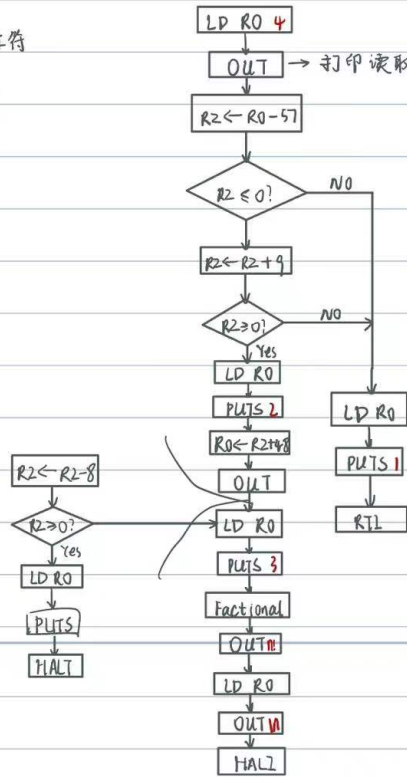 符
LD R0 4
OUT → 打印读取
R2←R0-57
R2≤0?
NO
R2←R2+9
R2≥0?
NO
Yes
LD R0
PUTS 2
R0←R2+48
OUT
LD R0
PUTS 1
RTI
R2←R2-8
R2≥0?
Yes
LD R0
PUTS
HALT
LD R0
PUTS 3
Factional
OUT n!
LD R0
OUT \n
HALT